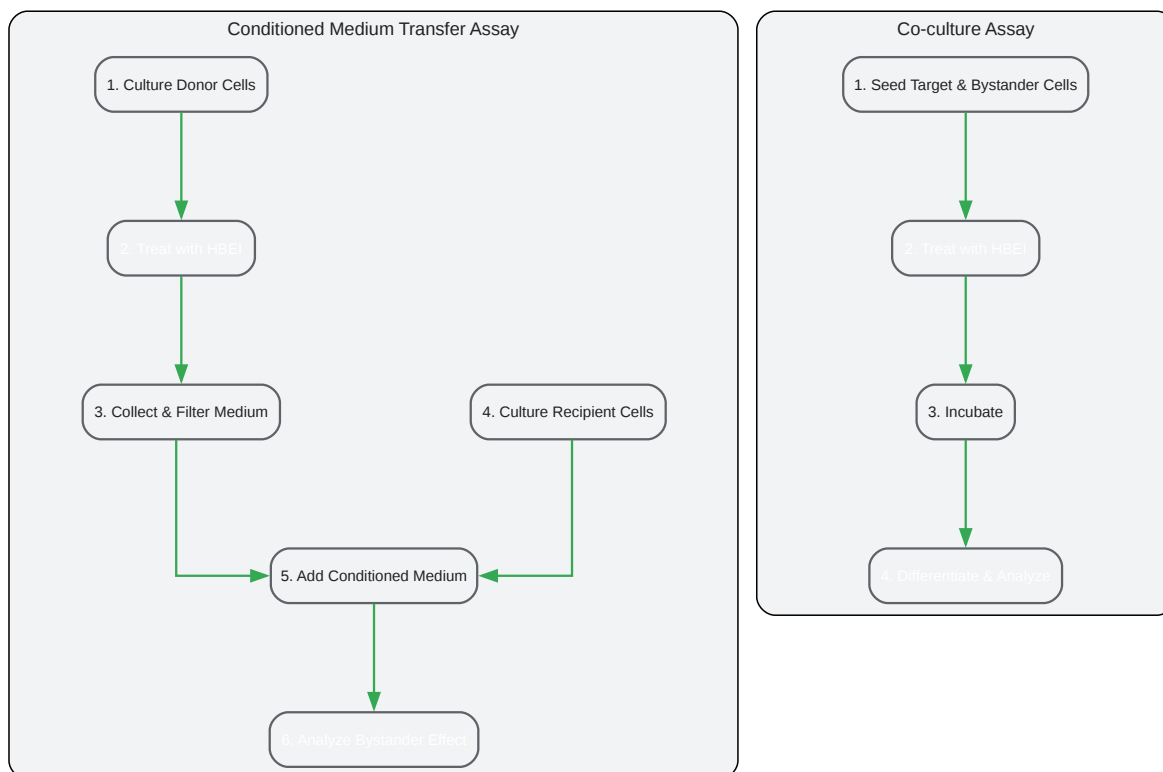 Conditioned Medium Transfer Assay
1. Culture Donor Cells
2. Treat with HBEI
3. Collect & Filter Medium
4. Culture Recipient Cells
5. Add Conditioned Medium
6. Analyze Bystander Effect
Co-culture Assay
1. Seed Target & Bystander Cells
2. Treat with HBEI
3. Incubate
4. Differentiate & Analyze